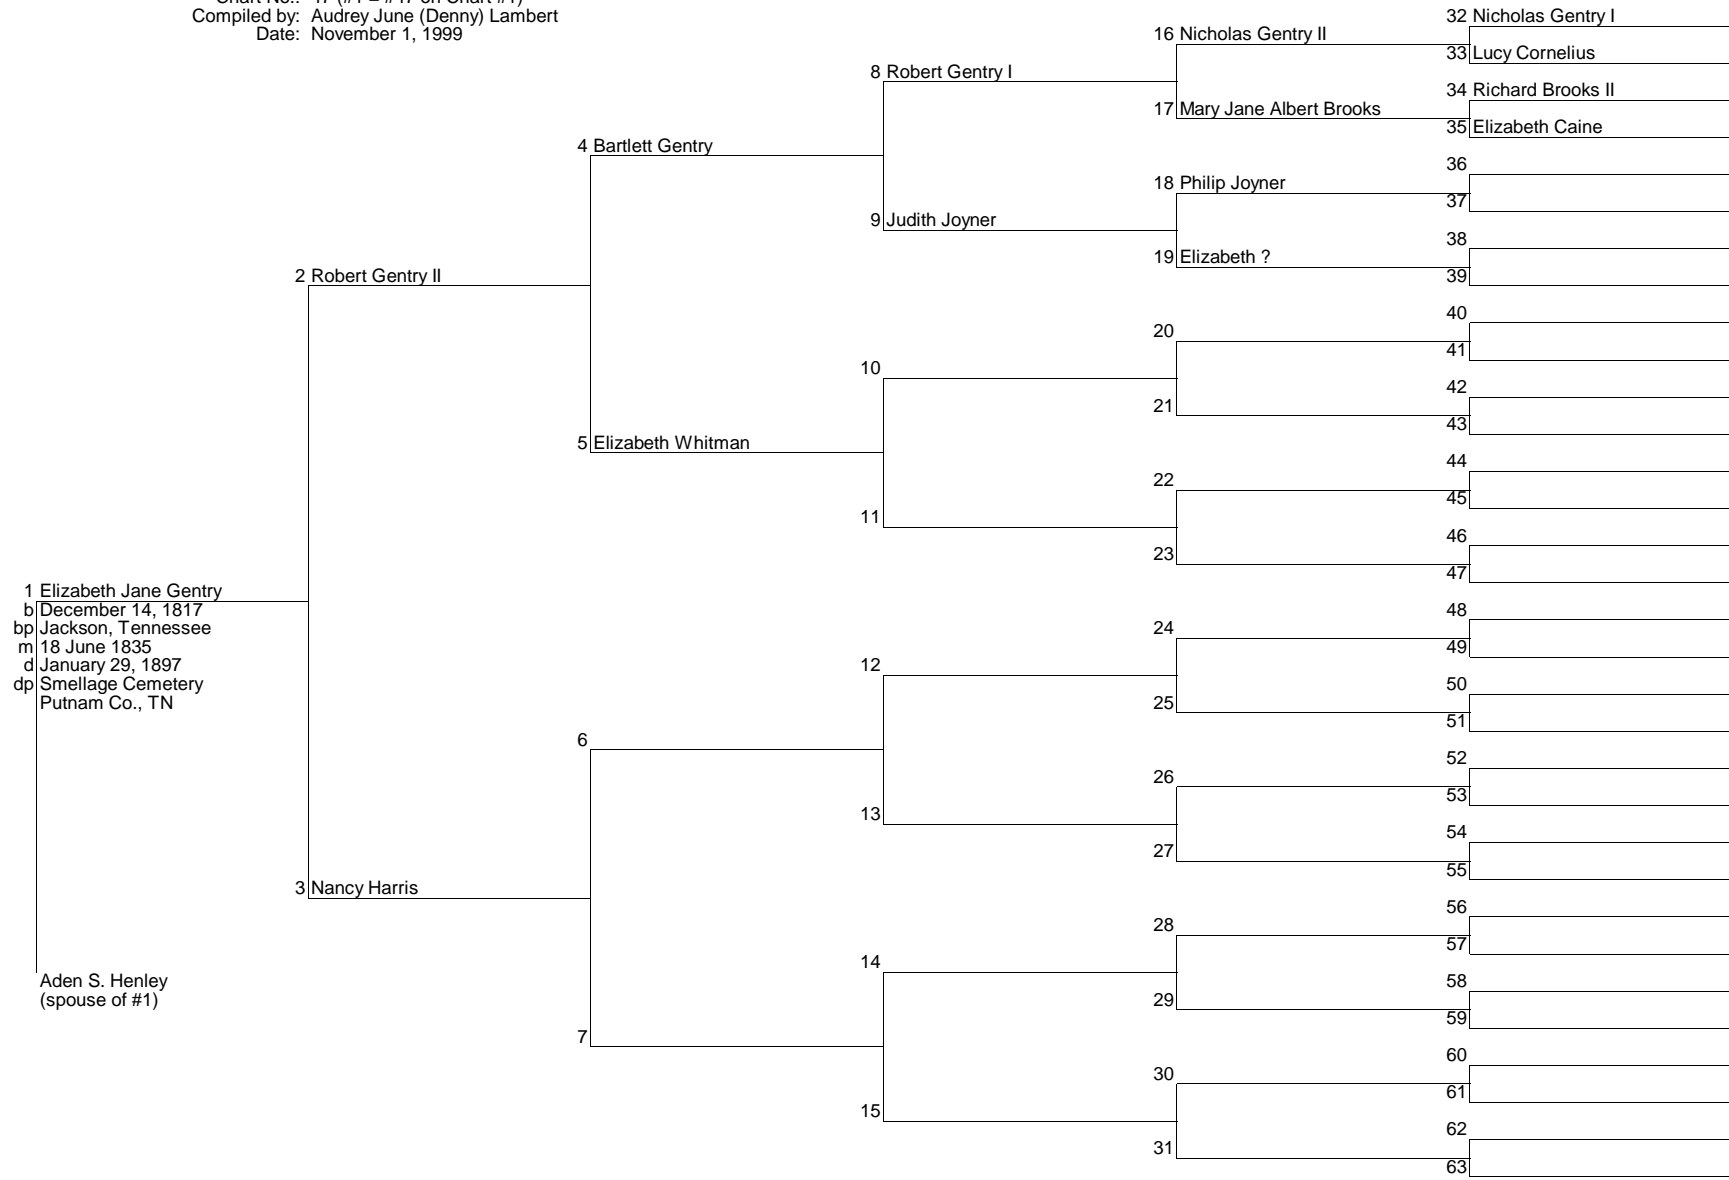 Compiled by: Audrey June (Denny) Lambert
Date: November 1, 1999
1 Elizabeth Jane Gentry
b December 14, 1817
bp Jackson, Tennessee
m 18 June 1835
d January 29, 1897
dp Smellage Cemetery
Putnam Co., TN
Aden S. Henley
(spouse of #1)
2 Robert Gentry II
3 Nancy Harris
4 Bartlett Gentry
5 Elizabeth Whitman
6
7
8 Robert Gentry I
9 Judith Joyner
10
11
12
13
14
15
16 Nicholas Gentry II
17 Mary Jane Albert Brooks
18 Philip Joyner
19 Elizabeth ?
20
21
22
23
24
25
26
27
28
29
30
31
32 Nicholas Gentry I
33 Lucy Cornelius
34 Richard Brooks II
35 Elizabeth Caine
36
37
38
39
40
41
42
43
44
45
46
47
48
49
50
51
52
53
54
55
56
57
58
59
60
61
62
63